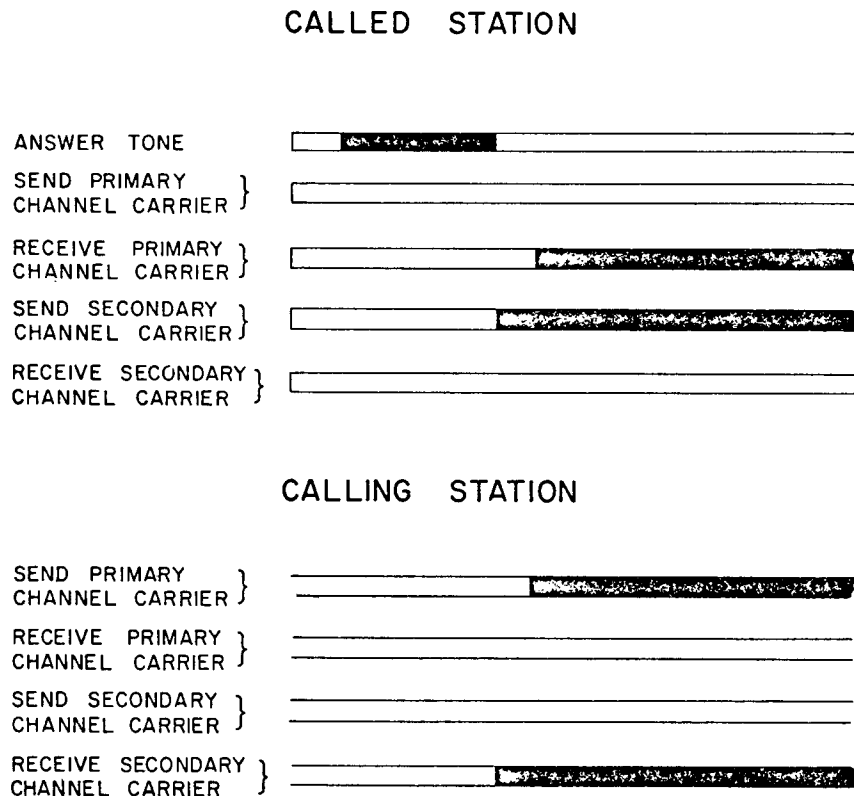 CALLED STATION
ANSWER TONE
SEND PRIMARY
CHANNEL CARRIER
RECEIVE PRIMARY
CHANNEL CARRIER
SEND SECONDARY
CHANNEL CARRIER
RECEIVE SECONDARY
CHANNEL CARRIER
CALLING STATION
SEND PRIMARY
CHANNEL CARRIER
RECEIVE PRIMARY
CHANNEL CARRIER
SEND SECONDARY
CHANNEL CARRIER
RECEIVE SECONDARY
CHANNEL CARRIER